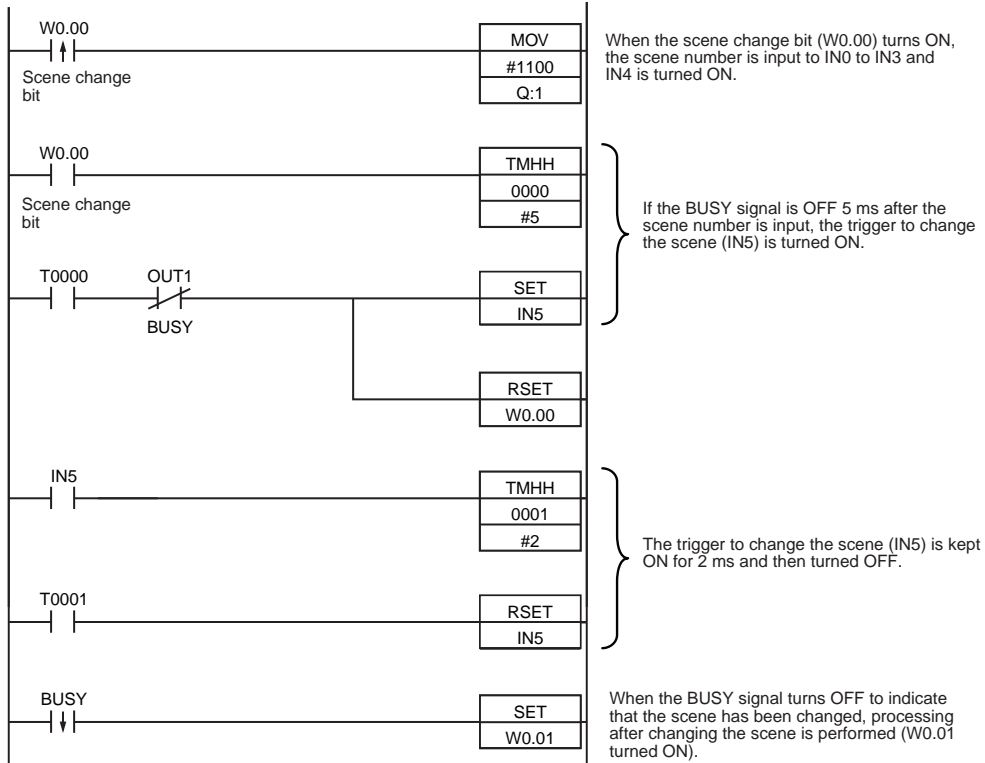 W0.00
Scene change
bit
MOV
#1100
Q:1
When the scene change bit (W0.00) turns ON,
the scene number is input to IN0 to IN3 and
IN4 is turned ON.
W0.00
Scene change
bit
TMHH
0000
#5
If the BUSY signal is OFF 5 ms after the
scene number is input, the trigger to change
the scene (IN5) is turned ON.
T0000
OUT1
BUSY
SET
IN5
RSET
W0.00
IN5
TMHH
0001
#2
The trigger to change the scene (IN5) is kept
ON for 2 ms and then turned OFF.
T0001
RSET
IN5
BUSY
SET
W0.01
When the BUSY signal turns OFF to indicate
that the scene has been changed, processing
after changing the scene is performed (W0.01
turned ON).